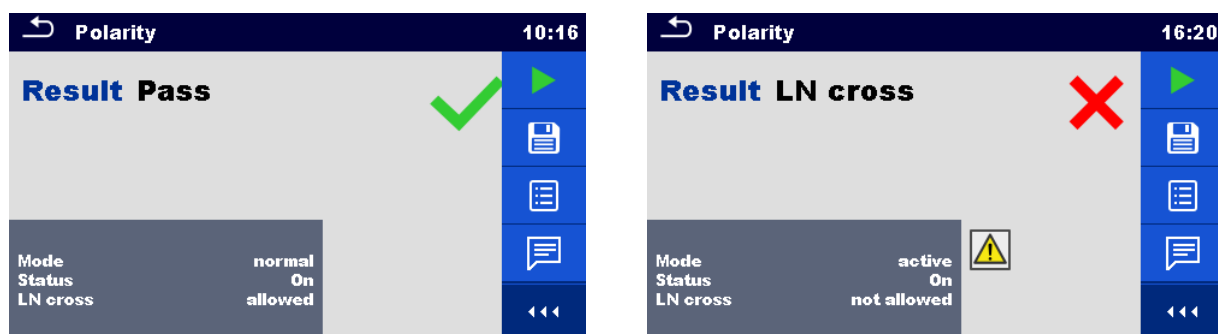 Polarity 10:16
Result Pass
Mode normal
Status On
LN cross allowed
Polarity 16:20
Result LN cross
Mode active
Status On
LN cross not allowed